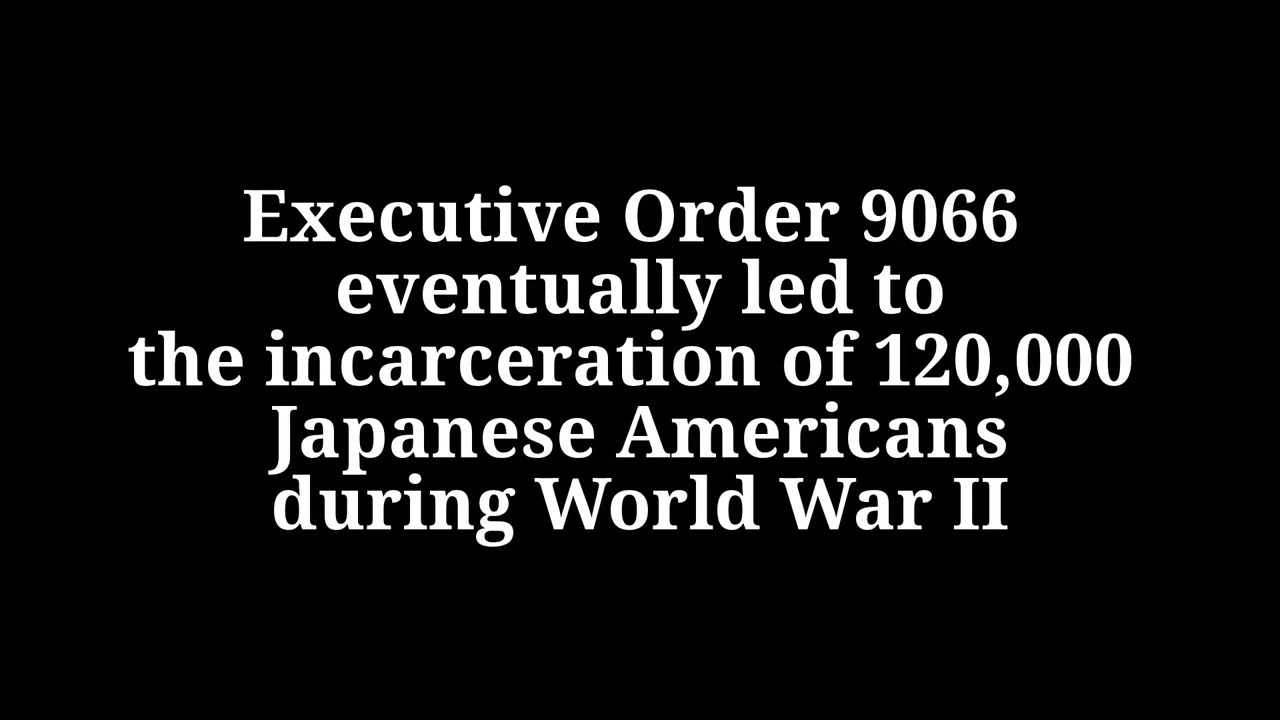 Executive Order 9066
eventually led to
the incarceration of 120,000
Japanese Americans
during World War II